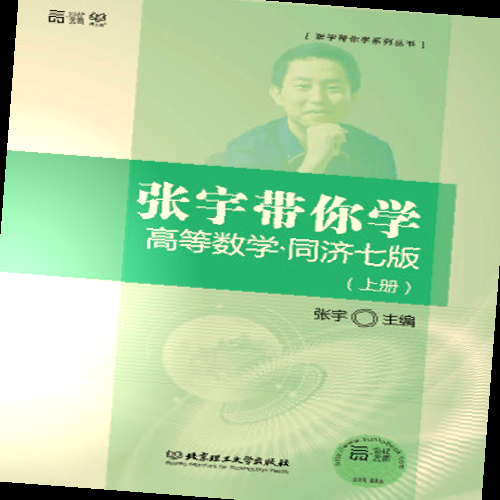 [ 张宇带你学系列丛书 ]
张宇带你学
高等数学·同济七版
（上册）
张宇 主编
北京理工大学出版社